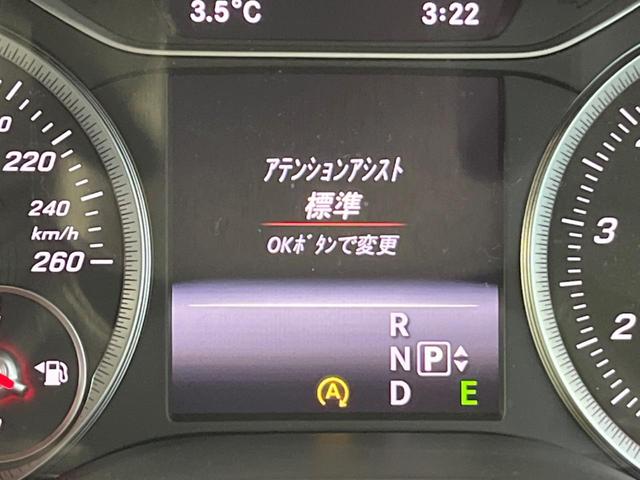 3.5°C 3:22
220
240
km/h
260
アテンションアシスト
標準
OKボタンで変更
R
N P
D E
A
3
2